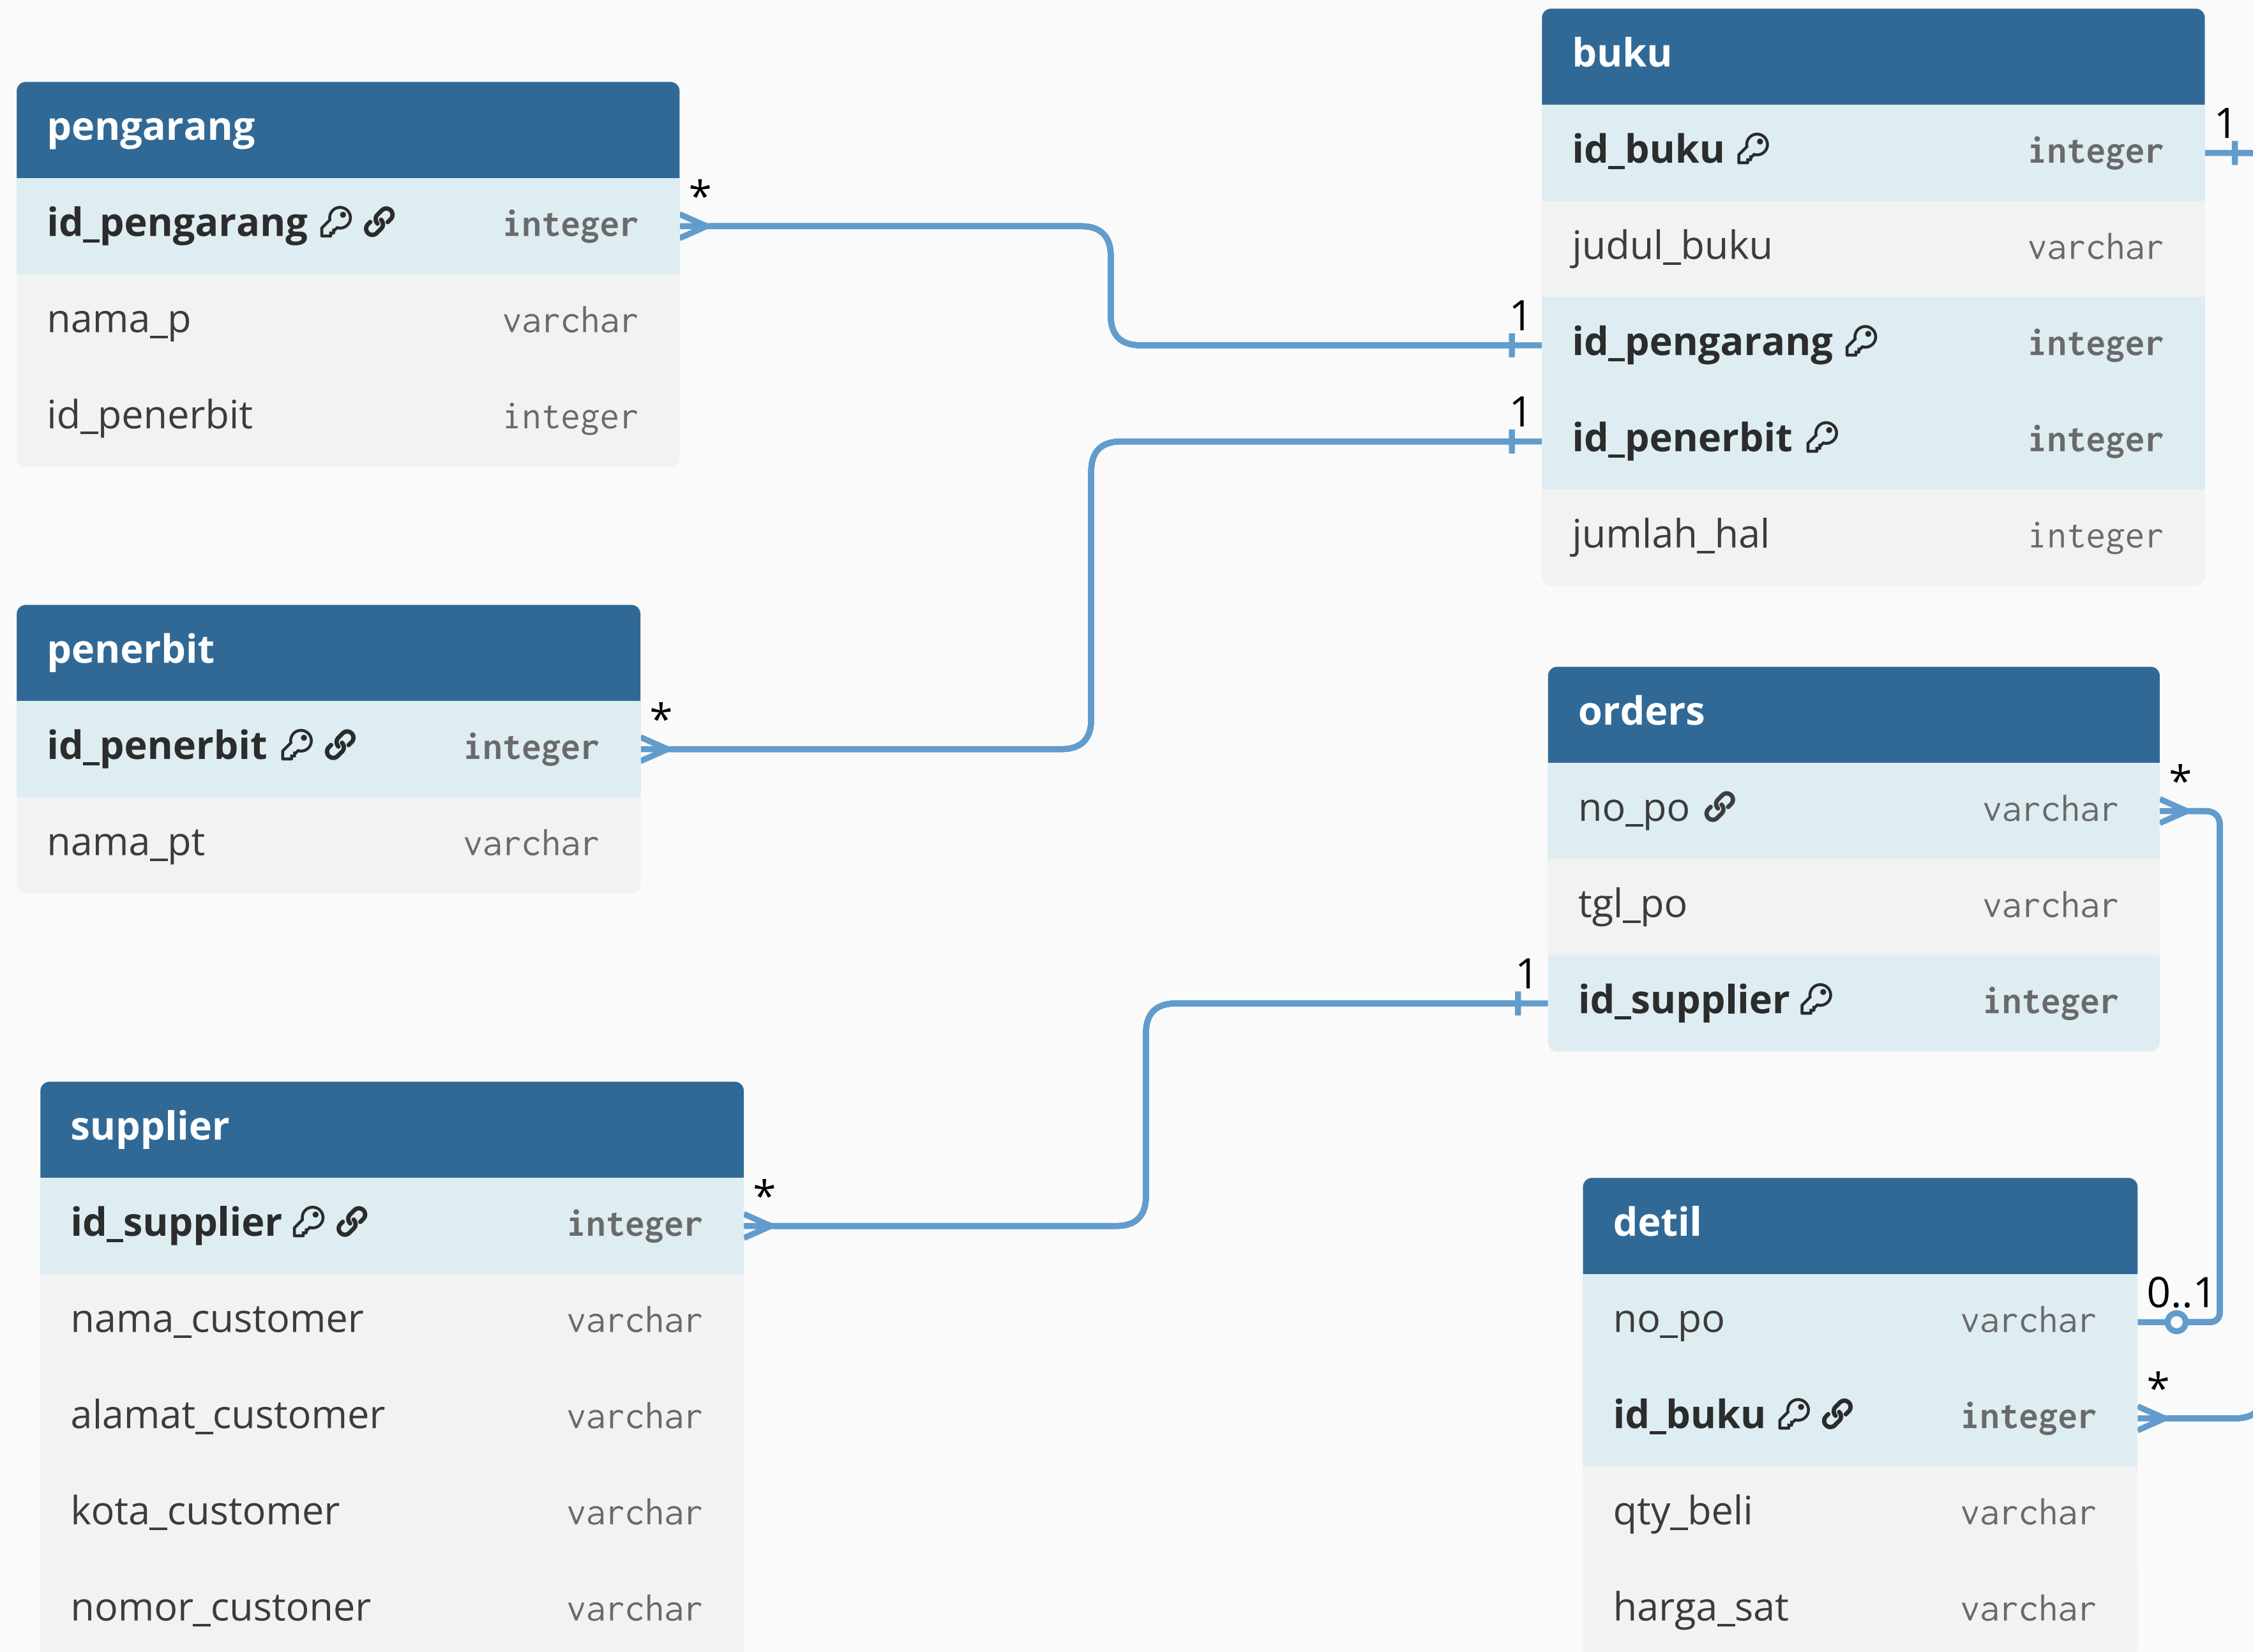 pengarang
id_pengarang integer
nama_p varchar
id_penerbit integer
*
penerbit
id_penerbit integer
nama_pt varchar
*
supplier
id_supplier integer
nama_customer varchar
alamat_customer varchar
kota_customer varchar
nomor_custoner varchar
*
buku
id_buku integer
judul_buku varchar
id_pengarang integer
id_penerbit integer
jumlah_hal integer
1
1
1
orders
no_po varchar
tgl_po varchar
id_supplier integer
*
1
detil
no_po varchar
id_buku integer
qty_beli varchar
harga_sat varchar
0..1
*